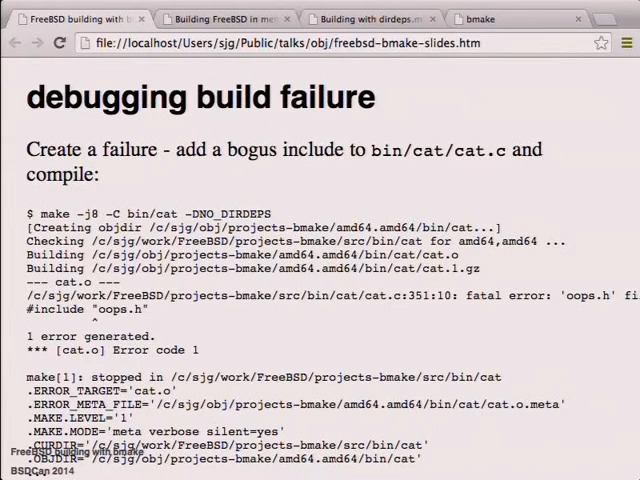 FreeBSD building with b
Building FreeBSD in met
Building with dirdeps.m
bmake
file://localhost/Users/sjg/Public/talks/obj/freebsd-bmake-slides.htm
debugging build failure
Create a failure - add a bogus include to bin/cat/cat.c and
compile:
$ make -j8 -C bin/cat -DNO_DIRDEPS
[Creating objdir /c/sjg/obj/projects-bmake/amd64.amd64/bin/cat...]
Checking /c/sjg/work/FreeBSD/projects-bmake/src/bin/cat for amd64,amd64 ...
Building /c/sjg/obj/projects-bmake/amd64.amd64/bin/cat/cat.o
Building /c/sjg/obj/projects-bmake/amd64.amd64/bin/cat/cat.1.gz
--- cat.o ---
/c/sjg/work/FreeBSD/projects-bmake/src/bin/cat/cat.c:351:10: fatal error: 'oops.h' fi
#include "oops.h"
^
1 error generated.
*** [cat.o] Error code 1
make[1]: stopped in /c/sjg/work/FreeBSD/projects-bmake/src/bin/cat
.ERROR_TARGET='cat.o'
.ERROR_META_FILE='/c/sjg/obj/projects-bmake/amd64.amd64/bin/cat/cat.o.meta'
.MAKE.LEVEL='1'
.MAKE.MODE='meta verbose silent=yes'
.CURDIR='/c/sjg/work/FreeBSD/projects-bmake/src/bin/cat'
FreeBSD building with bmake
.OBJDIR='/c/sjg/obj/projects-bmake/amd64.amd64/bin/cat'
BSDCan 2014